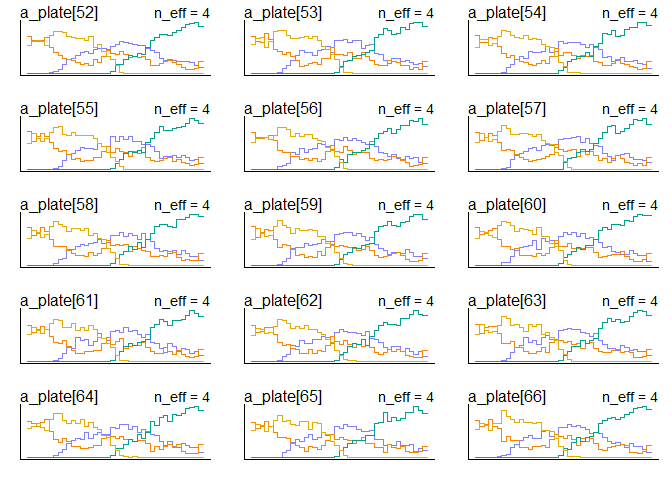 a_plate[52] n_eff = 4 a_plate[53] n_eff = 4 a_plate[54] n_eff = 4
a_plate[55] n_eff = 4 a_plate[56] n_eff = 4 a_plate[57] n_eff = 4
a_plate[58] n_eff = 4 a_plate[59] n_eff = 4 a_plate[60] n_eff = 4
a_plate[61] n_eff = 4 a_plate[62] n_eff = 4 a_plate[63] n_eff = 4
a_plate[64] n_eff = 4 a_plate[65] n_eff = 4 a_plate[66] n_eff = 4